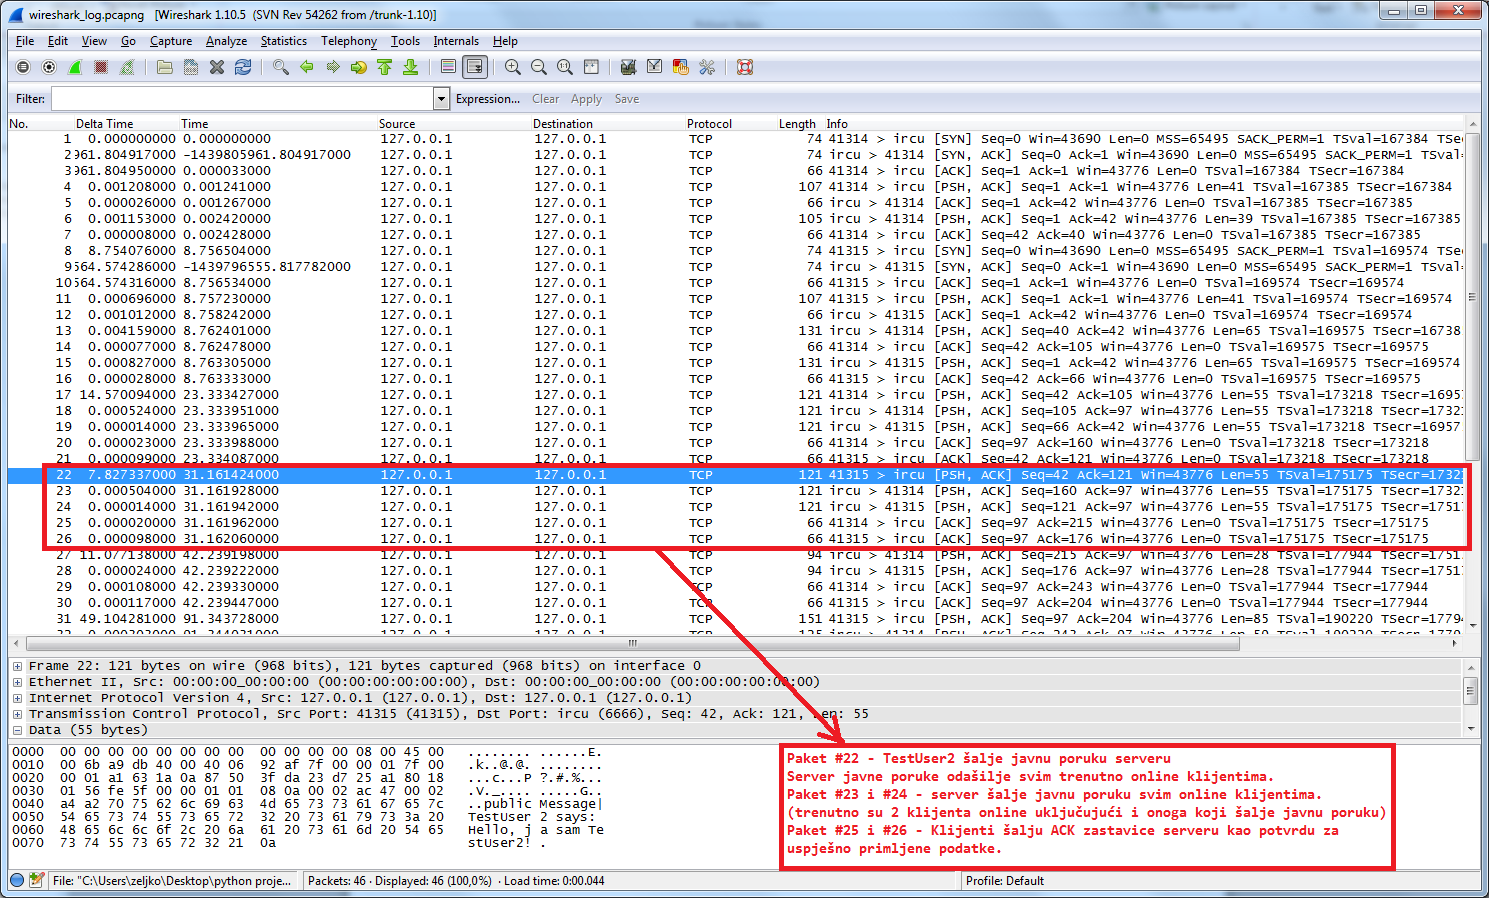 wireshark_log.pcapng   [Wireshark 1.10.5  (SVN Rev 54262 from /trunk-1.10)]
File Edit View Go Capture Analyze Statistics Telephony Tools Internals Help
Filter: Expression... Clear Apply Save
No. Delta Time Time Source Destination Protocol Length Info
1 0.000000000 0.000000000 127.0.0.1 127.0.0.1 TCP 74 41314 > ircu [SYN] Seq=0 Win=43690 Len=0 MSS=65495 SACK_PERM=1 TSval=167384 TSec
2 961.804917000 -1439805961.804917000 127.0.0.1 127.0.0.1 TCP 74 ircu > 41314 [SYN, ACK] Seq=0 Ack=1 Win=43690 Len=0 MSS=65495 SACK_PERM=1 TSval=
3 961.804950000 0.000033000 127.0.0.1 127.0.0.1 TCP 66 41314 > ircu [ACK] Seq=1 Ack=1 Win=43776 Len=0 TSval=167384 TSecr=167384
4 0.001208000 0.001241000 127.0.0.1 127.0.0.1 TCP 107 41314 > ircu [PSH, ACK] Seq=1 Ack=1 Win=43776 Len=41 TSval=167385 TSecr=167384
5 0.000026000 0.001267000 127.0.0.1 127.0.0.1 TCP 66 ircu > 41314 [ACK] Seq=1 Ack=42 Win=43776 Len=0 TSval=167385 TSecr=167385
6 0.001153000 0.002420000 127.0.0.1 127.0.0.1 TCP 105 ircu > 41314 [PSH, ACK] Seq=1 Ack=42 Win=43776 Len=39 TSval=167385 TSecr=167385
7 0.000008000 0.002428000 127.0.0.1 127.0.0.1 TCP 66 41314 > ircu [ACK] Seq=42 Ack=40 Win=43776 Len=0 TSval=167385 TSecr=167385
8 8.754076000 8.756504000 127.0.0.1 127.0.0.1 TCP 74 41315 > ircu [SYN] Seq=0 Win=43690 Len=0 MSS=65495 SACK_PERM=1 TSval=169574 TSec
9 564.574286000 -1439796555.817782000 127.0.0.1 127.0.0.1 TCP 74 ircu > 41315 [SYN, ACK] Seq=0 Ack=1 Win=43690 Len=0 MSS=65495 SACK_PERM=1 TSval=
10 564.574316000 8.756534000 127.0.0.1 127.0.0.1 TCP 66 41315 > ircu [ACK] Seq=1 Ack=1 Win=43776 Len=0 TSval=169574 TSecr=169574
11 0.000696000 8.757230000 127.0.0.1 127.0.0.1 TCP 107 41315 > ircu [PSH, ACK] Seq=1 Ack=1 Win=43776 Len=41 TSval=169574 TSecr=169574
12 0.001012000 8.758242000 127.0.0.1 127.0.0.1 TCP 66 ircu > 41315 [ACK] Seq=1 Ack=42 Win=43776 Len=0 TSval=169574 TSecr=169574
13 0.004159000 8.762401000 127.0.0.1 127.0.0.1 TCP 131 ircu > 41314 [PSH, ACK] Seq=40 Ack=42 Win=43776 Len=65 TSval=169575 TSecr=16738
14 0.000077000 8.762478000 127.0.0.1 127.0.0.1 TCP 66 41314 > ircu [ACK] Seq=42 Ack=105 Win=43776 Len=0 TSval=169575 TSecr=169575
15 0.000827000 8.763305000 127.0.0.1 127.0.0.1 TCP 131 ircu > 41315 [PSH, ACK] Seq=1 Ack=42 Win=43776 Len=65 TSval=169575 TSecr=169574
16 0.000028000 8.763333000 127.0.0.1 127.0.0.1 TCP 66 41315 > ircu [ACK] Seq=42 Ack=66 Win=43776 Len=0 TSval=169575 TSecr=169575
17 14.570094000 23.333427000 127.0.0.1 127.0.0.1 TCP 121 41314 > ircu [PSH, ACK] Seq=42 Ack=105 Win=43776 Len=55 TSval=173218 TSecr=1695
18 0.000524000 23.333951000 127.0.0.1 127.0.0.1 TCP 121 ircu > 41314 [PSH, ACK] Seq=105 Ack=97 Win=43776 Len=55 TSval=173218 TSecr=1732
19 0.000014000 23.333965000 127.0.0.1 127.0.0.1 TCP 121 ircu > 41315 [PSH, ACK] Seq=66 Ack=42 Win=43776 Len=55 TSval=173218 TSecr=16957
20 0.000023000 23.333988000 127.0.0.1 127.0.0.1 TCP 66 41314 > ircu [ACK] Seq=97 Ack=160 Win=43776 Len=0 TSval=173218 TSecr=173218
21 0.000099000 23.334087000 127.0.0.1 127.0.0.1 TCP 66 41315 > ircu [ACK] Seq=42 Ack=121 Win=43776 Len=0 TSval=173218 TSecr=173218
22 7.827337000 31.161424000 127.0.0.1 127.0.0.1 TCP 121 41315 > ircu [PSH, ACK] Seq=42 Ack=121 Win=43776 Len=55 TSval=175175 TSecr=1732
23 0.000504000 31.161928000 127.0.0.1 127.0.0.1 TCP 121 ircu > 41314 [PSH, ACK] Seq=160 Ack=97 Win=43776 Len=55 TSval=175175 TSecr=1732
24 0.000014000 31.161942000 127.0.0.1 127.0.0.1 TCP 121 ircu > 41315 [PSH, ACK] Seq=121 Ack=97 Win=43776 Len=55 TSval=175175 TSecr=1751
25 0.000020000 31.161962000 127.0.0.1 127.0.0.1 TCP 66 41314 > ircu [ACK] Seq=97 Ack=215 Win=43776 Len=0 TSval=175175 TSecr=175175
26 0.000098000 31.162060000 127.0.0.1 127.0.0.1 TCP 66 41315 > ircu [ACK] Seq=97 Ack=176 Win=43776 Len=0 TSval=175175 TSecr=175175
27 11.077138000 42.239198000 127.0.0.1 127.0.0.1 TCP 94 ircu > 41314 [PSH, ACK] Seq=215 Ack=97 Win=43776 Len=28 TSval=177944 TSecr=1751
28 0.000024000 42.239222000 127.0.0.1 127.0.0.1 TCP 94 ircu > 41315 [PSH, ACK] Seq=176 Ack=97 Win=43776 Len=28 TSval=177944 TSecr=1751
29 0.000108000 42.239330000 127.0.0.1 127.0.0.1 TCP 66 41314 > ircu [ACK] Seq=97 Ack=243 Win=43776 Len=0 TSval=177944 TSecr=177944
30 0.000117000 42.239447000 127.0.0.1 127.0.0.1 TCP 66 41315 > ircu [ACK] Seq=97 Ack=204 Win=43776 Len=0 TSval=177944 TSecr=177944
31 49.104281000 91.343728000 127.0.0.1 127.0.0.1 TCP 151 41315 > ircu [PSH, ACK] Seq=97 Ack=204 Win=43776 Len=85 TSval=190220 TSecr=1779
Frame 22: 121 bytes on wire (968 bits), 121 bytes captured (968 bits) on interface 0
Ethernet II, Src: 00:00:00_00:00:00 (00:00:00:00:00:00), Dst: 00:00:00_00:00:00 (00:00:00:00:00:00)
Internet Protocol Version 4, Src: 127.0.0.1 (127.0.0.1), Dst: 127.0.0.1 (127.0.0.1)
Transmission Control Protocol, Src Port: 41315 (41315), Dst Port: ircu (6666), Seq: 42, Ack: 121, Len: 55
Data (55 bytes)
0000 00 00 00 00 00 00 00 00 00 00 00 00 08 00 45 00 ........ ......E.
0010 00 6b a9 db 40 00 40 06 92 af 7f 00 00 01 7f 00 .k..@.@. ........
0020 00 01 a1 63 1a 0a 87 50 3f da 23 d7 25 a1 80 18 ...c...P ?.#.%...
0030 01 56 fe 5f 00 00 01 01 08 0a 00 02 ac 47 00 02 .V._.... .....G..
0040 a4 a2 70 75 62 6c 69 63 4d 65 73 73 61 67 65 7c ..public Message|
0050 54 65 73 74 55 73 65 72 32 20 73 61 79 73 3a 20 TestUser 2 says:
0060 48 65 6c 6c 6f 2c 20 6a 61 20 73 61 6d 20 54 65 Hello, j a sam Te
0070 73 74 55 73 65 72 32 21 0a stUser2! .
Paket #22 - TestUser2 šalje javnu poruku serveru
Server javne poruke odašilje svim trenutno online klijentima.
Paket #23 i #24 - server šalje javnu poruku svim online klijentima.
(trenutno su 2 klijenta online uključujući i onoga koji šalje javnu poruku)
Paket #25 i #26 - Klijenti šalju ACK zastavice serveru kao potvrdu za
uspješno primljene podatke.
File: "C:\Users\zeljko\Desktop\python proje... Packets: 46 · Displayed: 46 (100,0%) · Load time: 0:00.044 Profile: Default